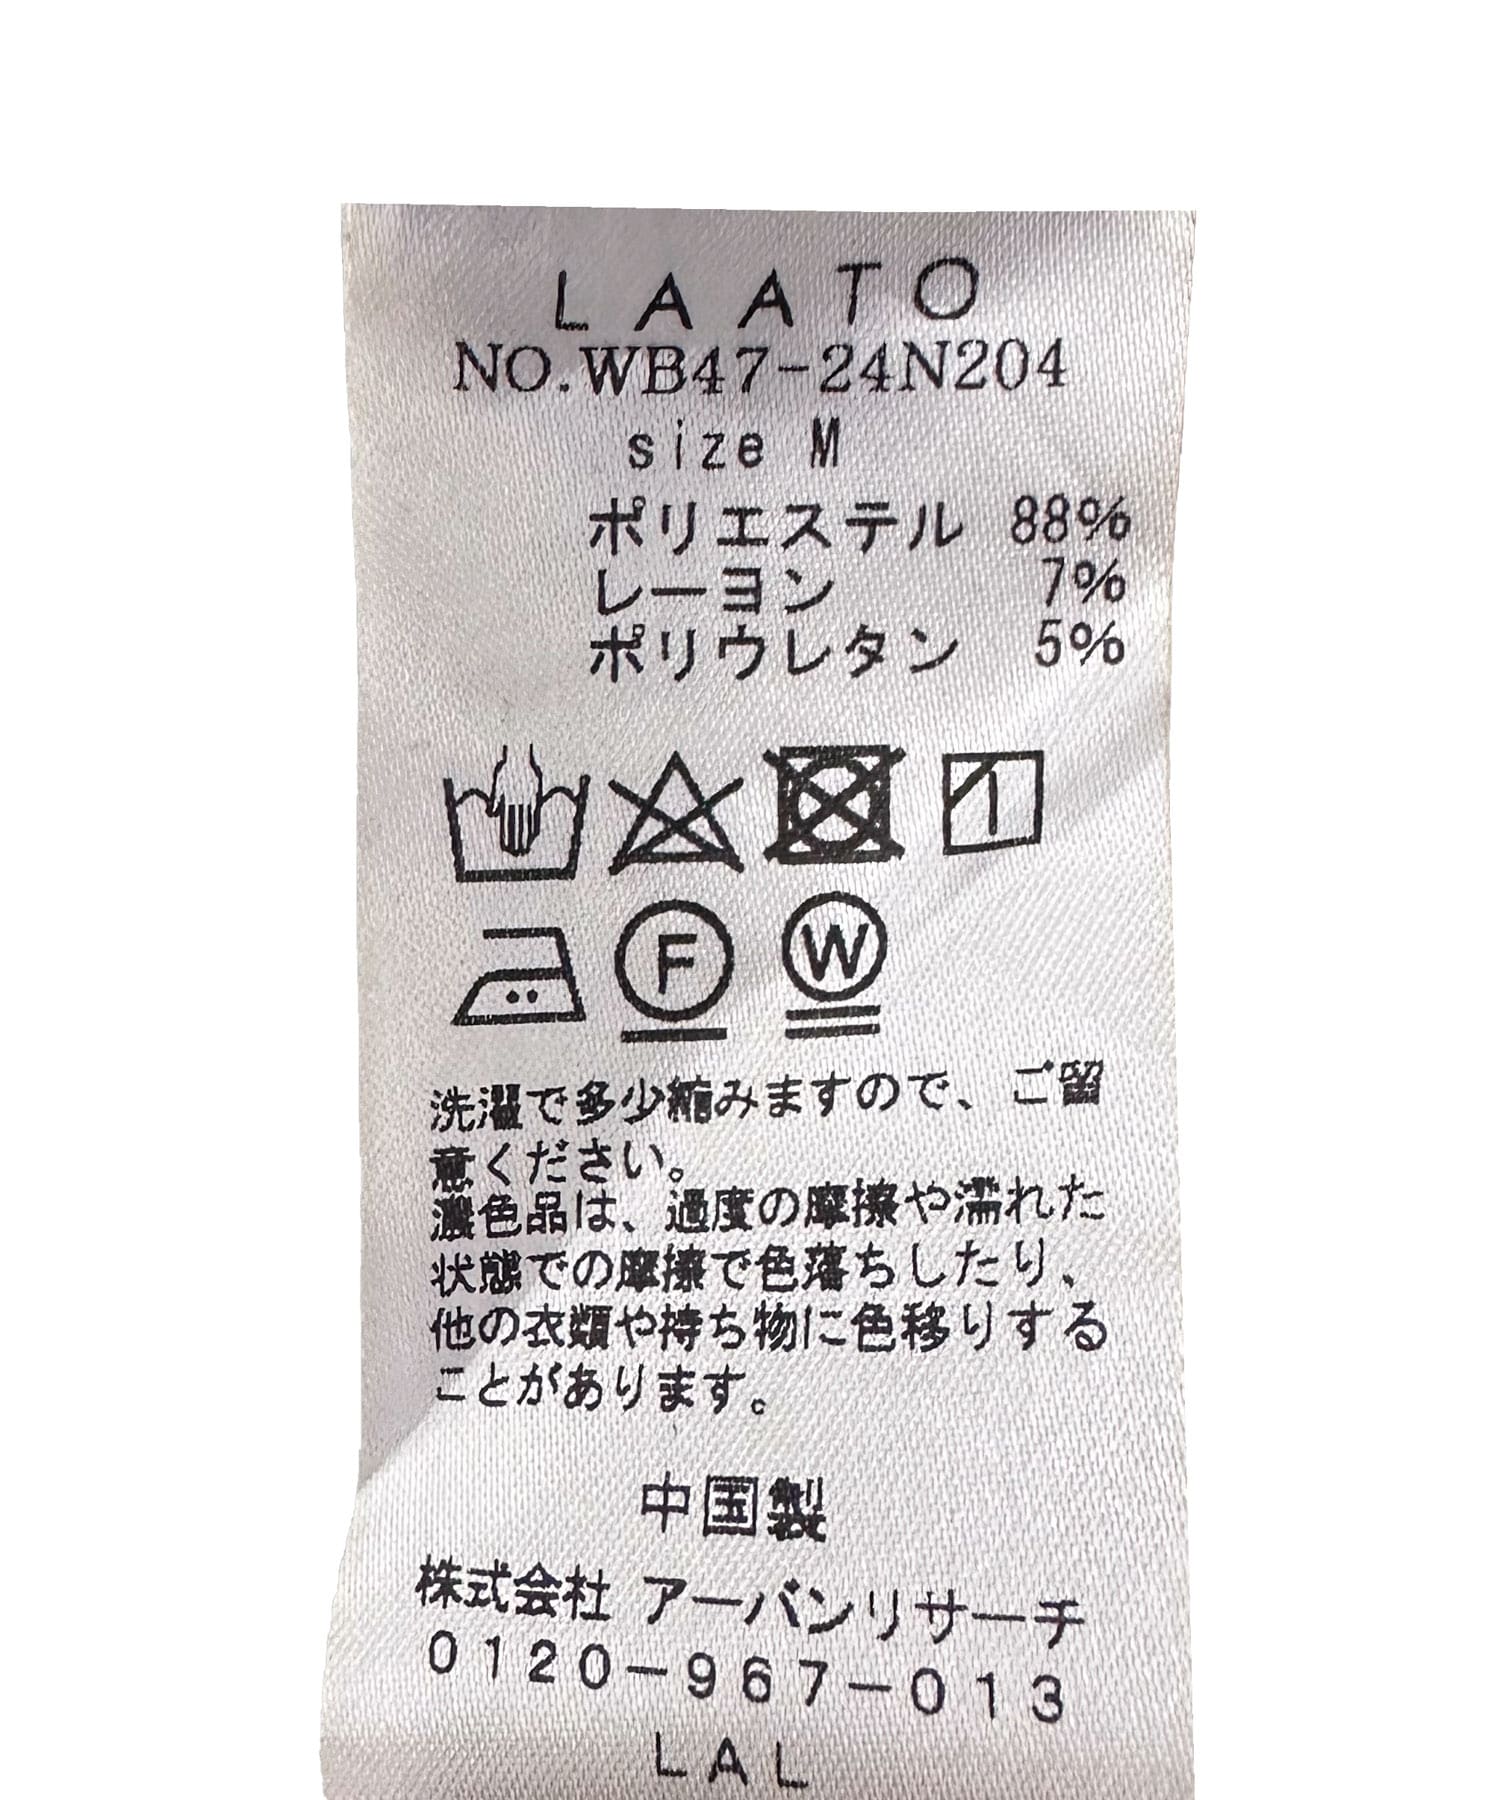 LAATO
NO.WB47-24N204
size M
ポリエステル 88%
レーヨン 7%
ポリウレタン 5%
F W
洗濯で多少縮みますので、ご留
意ください。
濃色品は、過度の摩擦や濡れた
状態での摩擦で色落ちしたり、
他の衣類や持ち物に色移りする
ことがあります。
中国製
株式会社 アーバンリサーチ
0120-967-013
LAL